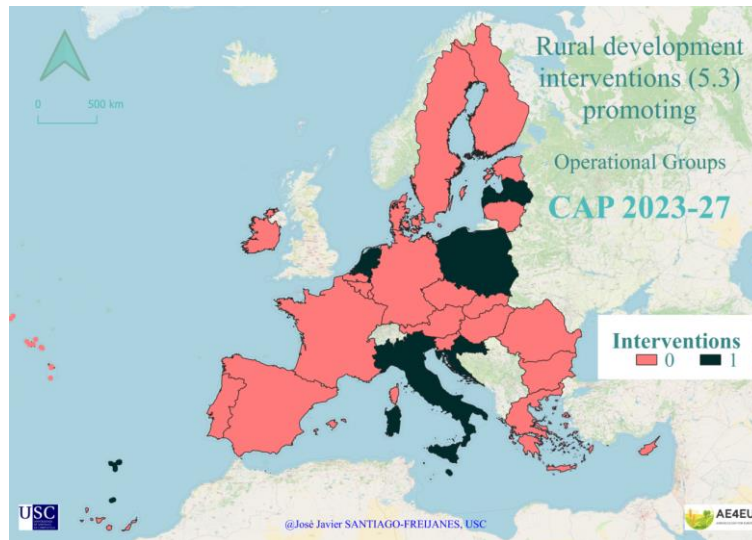 Rural development
interventions (5.3)
promoting
Operational Groups
CAP 2023-27
0 500 km
Interventions
0 1
USC
@José Javier SANTIAGO-FREIJANES, USC
AE4EU